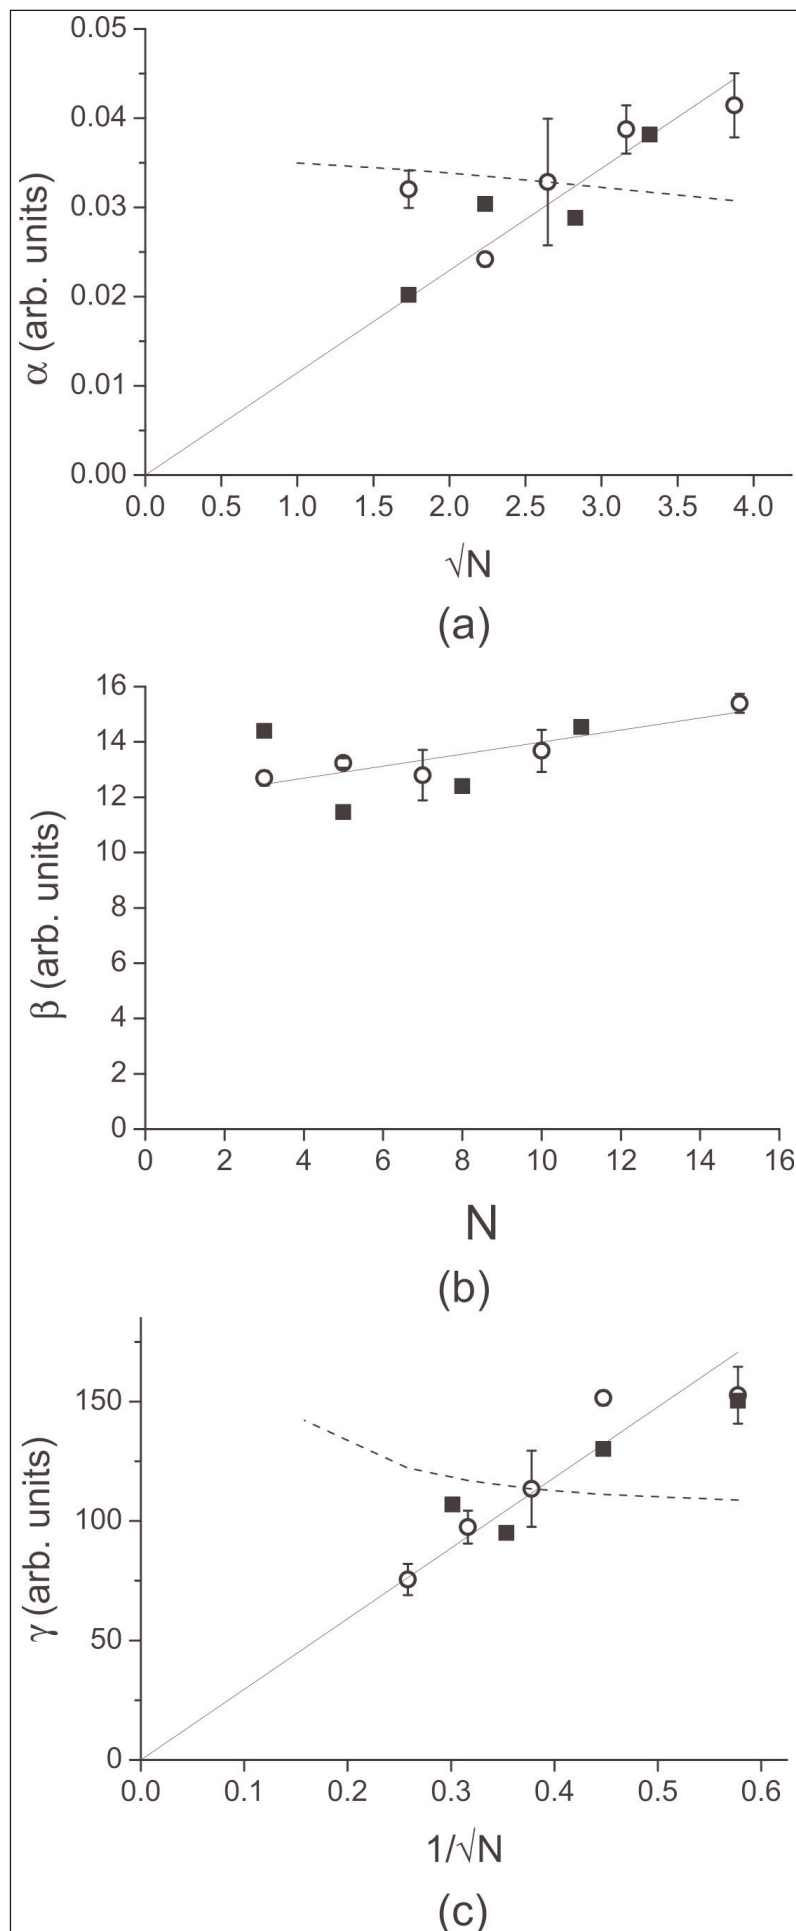 0.05
0.04
0.03
0.02
0.01
0.00
α (arb. units)
0.0 0.5 1.0 1.5 2.0 2.5 3.0 3.5 4.0
√N
(a)
16
14
12
10
8
6
4
2
0
β (arb. units)
0 2 4 6 8 10 12 14 16
N
(b)
150
100
50
0
γ (arb. units)
0.0 0.1 0.2 0.3 0.4 0.5 0.6
1/√N
(c)